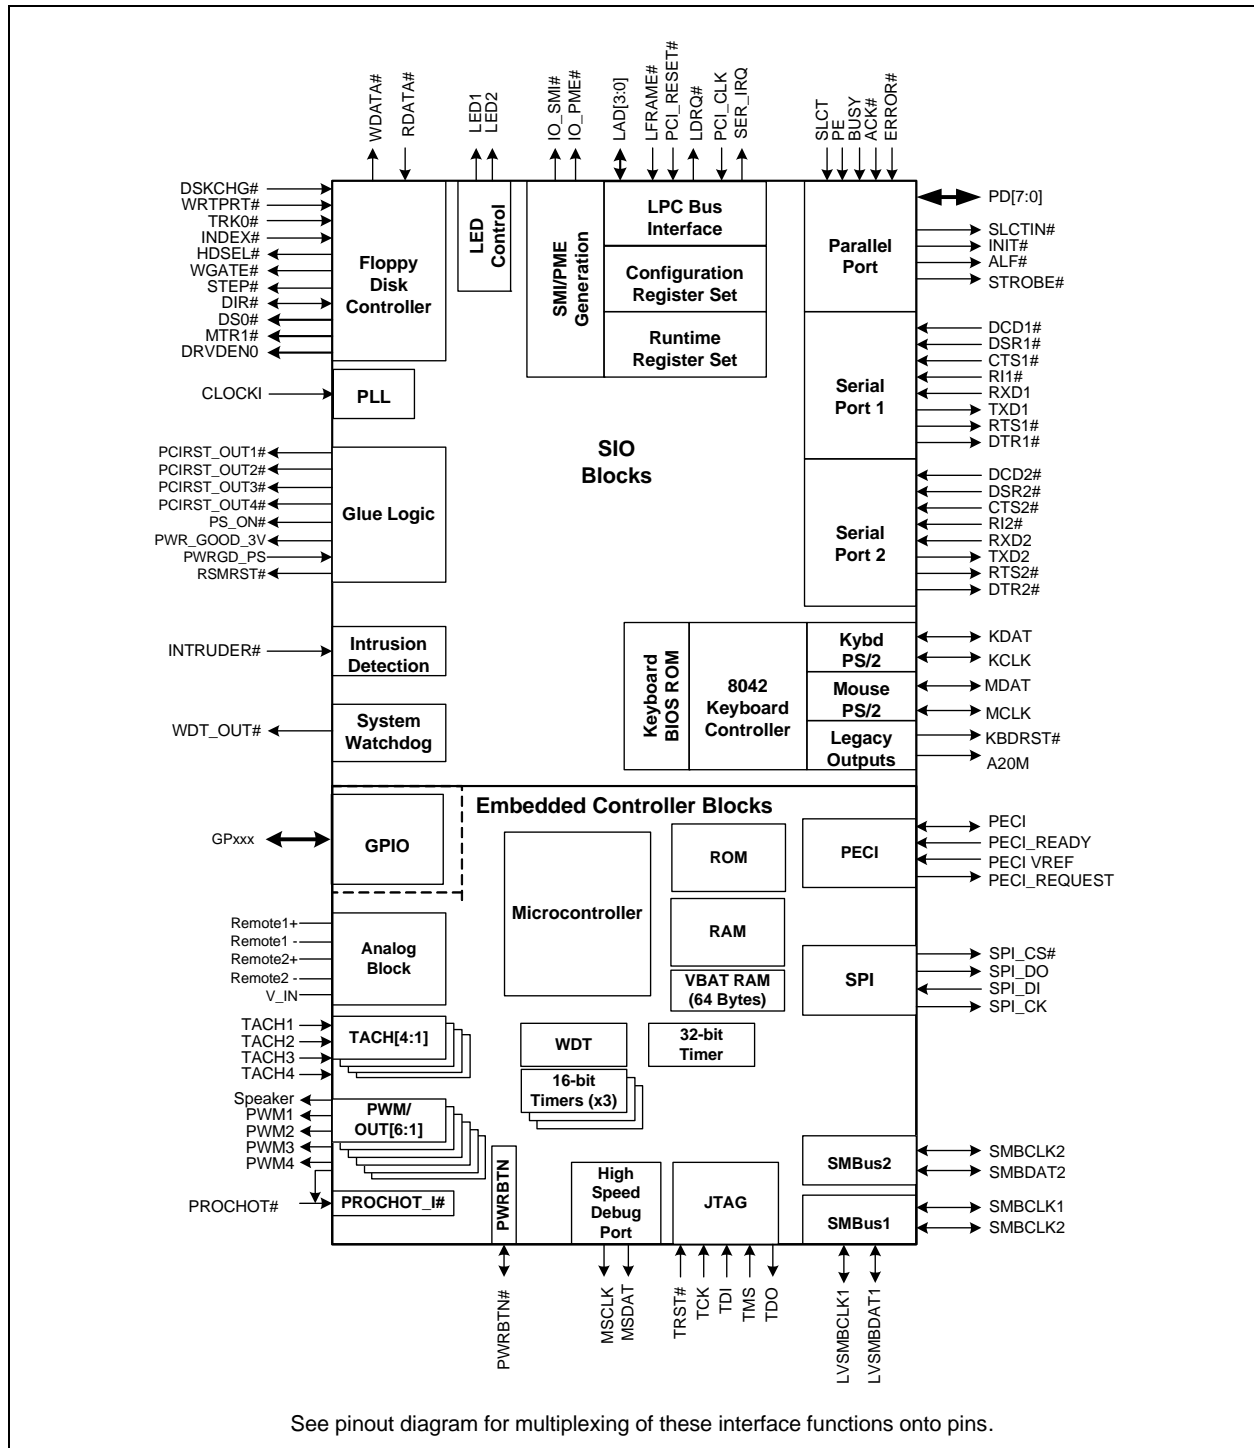 WDATA#
RDATA#
LED1
LED2
IO_SMI#
IO_PME#
LAD[3:0]
LFRAME#
PCI_RESET#
LDRQ#
PCI_CLK
SER_IRQ
SLCT
PE
BUSY
ACK#
ERROR#
DSKCHG#
WRTPRT#
TRK0#
INDEX#
HDSEL#
WGATE#
STEP#
DIR#
DS0#
MTR1#
DRVDEN0
Floppy
Disk
Controller
LED
Control
SMI/PME
Generation
LPC Bus
Interface
Configuration
Register Set
Runtime
Register Set
Parallel
Port
PD[7:0]
SLCTIN#
INIT#
ALF#
STROBE#
CLOCKI
PLL
Serial
Port 1
DCD1#
DSR1#
CTS1#
RI1#
RXD1
TXD1
RTS1#
DTR1#
SIO
Blocks
PCIRST_OUT1#
PCIRST_OUT2#
PCIRST_OUT3#
PCIRST_OUT4#
PS_ON#
PWR_GOOD_3V
PWRGD_PS
RSMRST#
Glue Logic
Serial
Port 2
DCD2#
DSR2#
CTS2#
RI2#
RXD2
TXD2
RTS2#
DTR2#
INTRUDER#
Intrusion
Detection
WDT_OUT#
System
Watchdog
Keyboard
BIOS ROM
8042
Keyboard
Controller
Kybd
PS/2
Mouse
PS/2
Legacy
Outputs
KDAT
KCLK
MDAT
MCLK
KBDRST#
A20M
Embedded Controller Blocks
GPxxx
GPIO
Microcontroller
ROM
RAM
VBAT RAM
(64 Bytes)
PECI
PECI
PECI_READY
PECI VREF
PECI_REQUEST
Remote1+
Remote1 -
Remote2+
Remote2 -
V_IN
Analog
Block
SPI
SPI_CS#
SPI_DO
SPI_DI
SPI_CK
TACH1
TACH2
TACH3
TACH4
TACH[4:1]
WDT
32-bit
Timer
16-bit
Timers (x3)
Speaker
PWM1
PWM2
PWM3
PWM4
PWM/
OUT[6:1]
PROCHOT#
PROCHOT_I#
PWRBTN
High
Speed
Debug
Port
JTAG
SMBus2
SMBus1
SMBCLK2
SMBDAT2
SMBCLK1
SMBCLK2
PWRBTN#
MSCLK
MSDAT
TRST#
TCK
TDI
TMS
TDO
LVSMBCLK1
LVSMBDAT1
See pinout diagram for multiplexing of these interface functions onto pins.